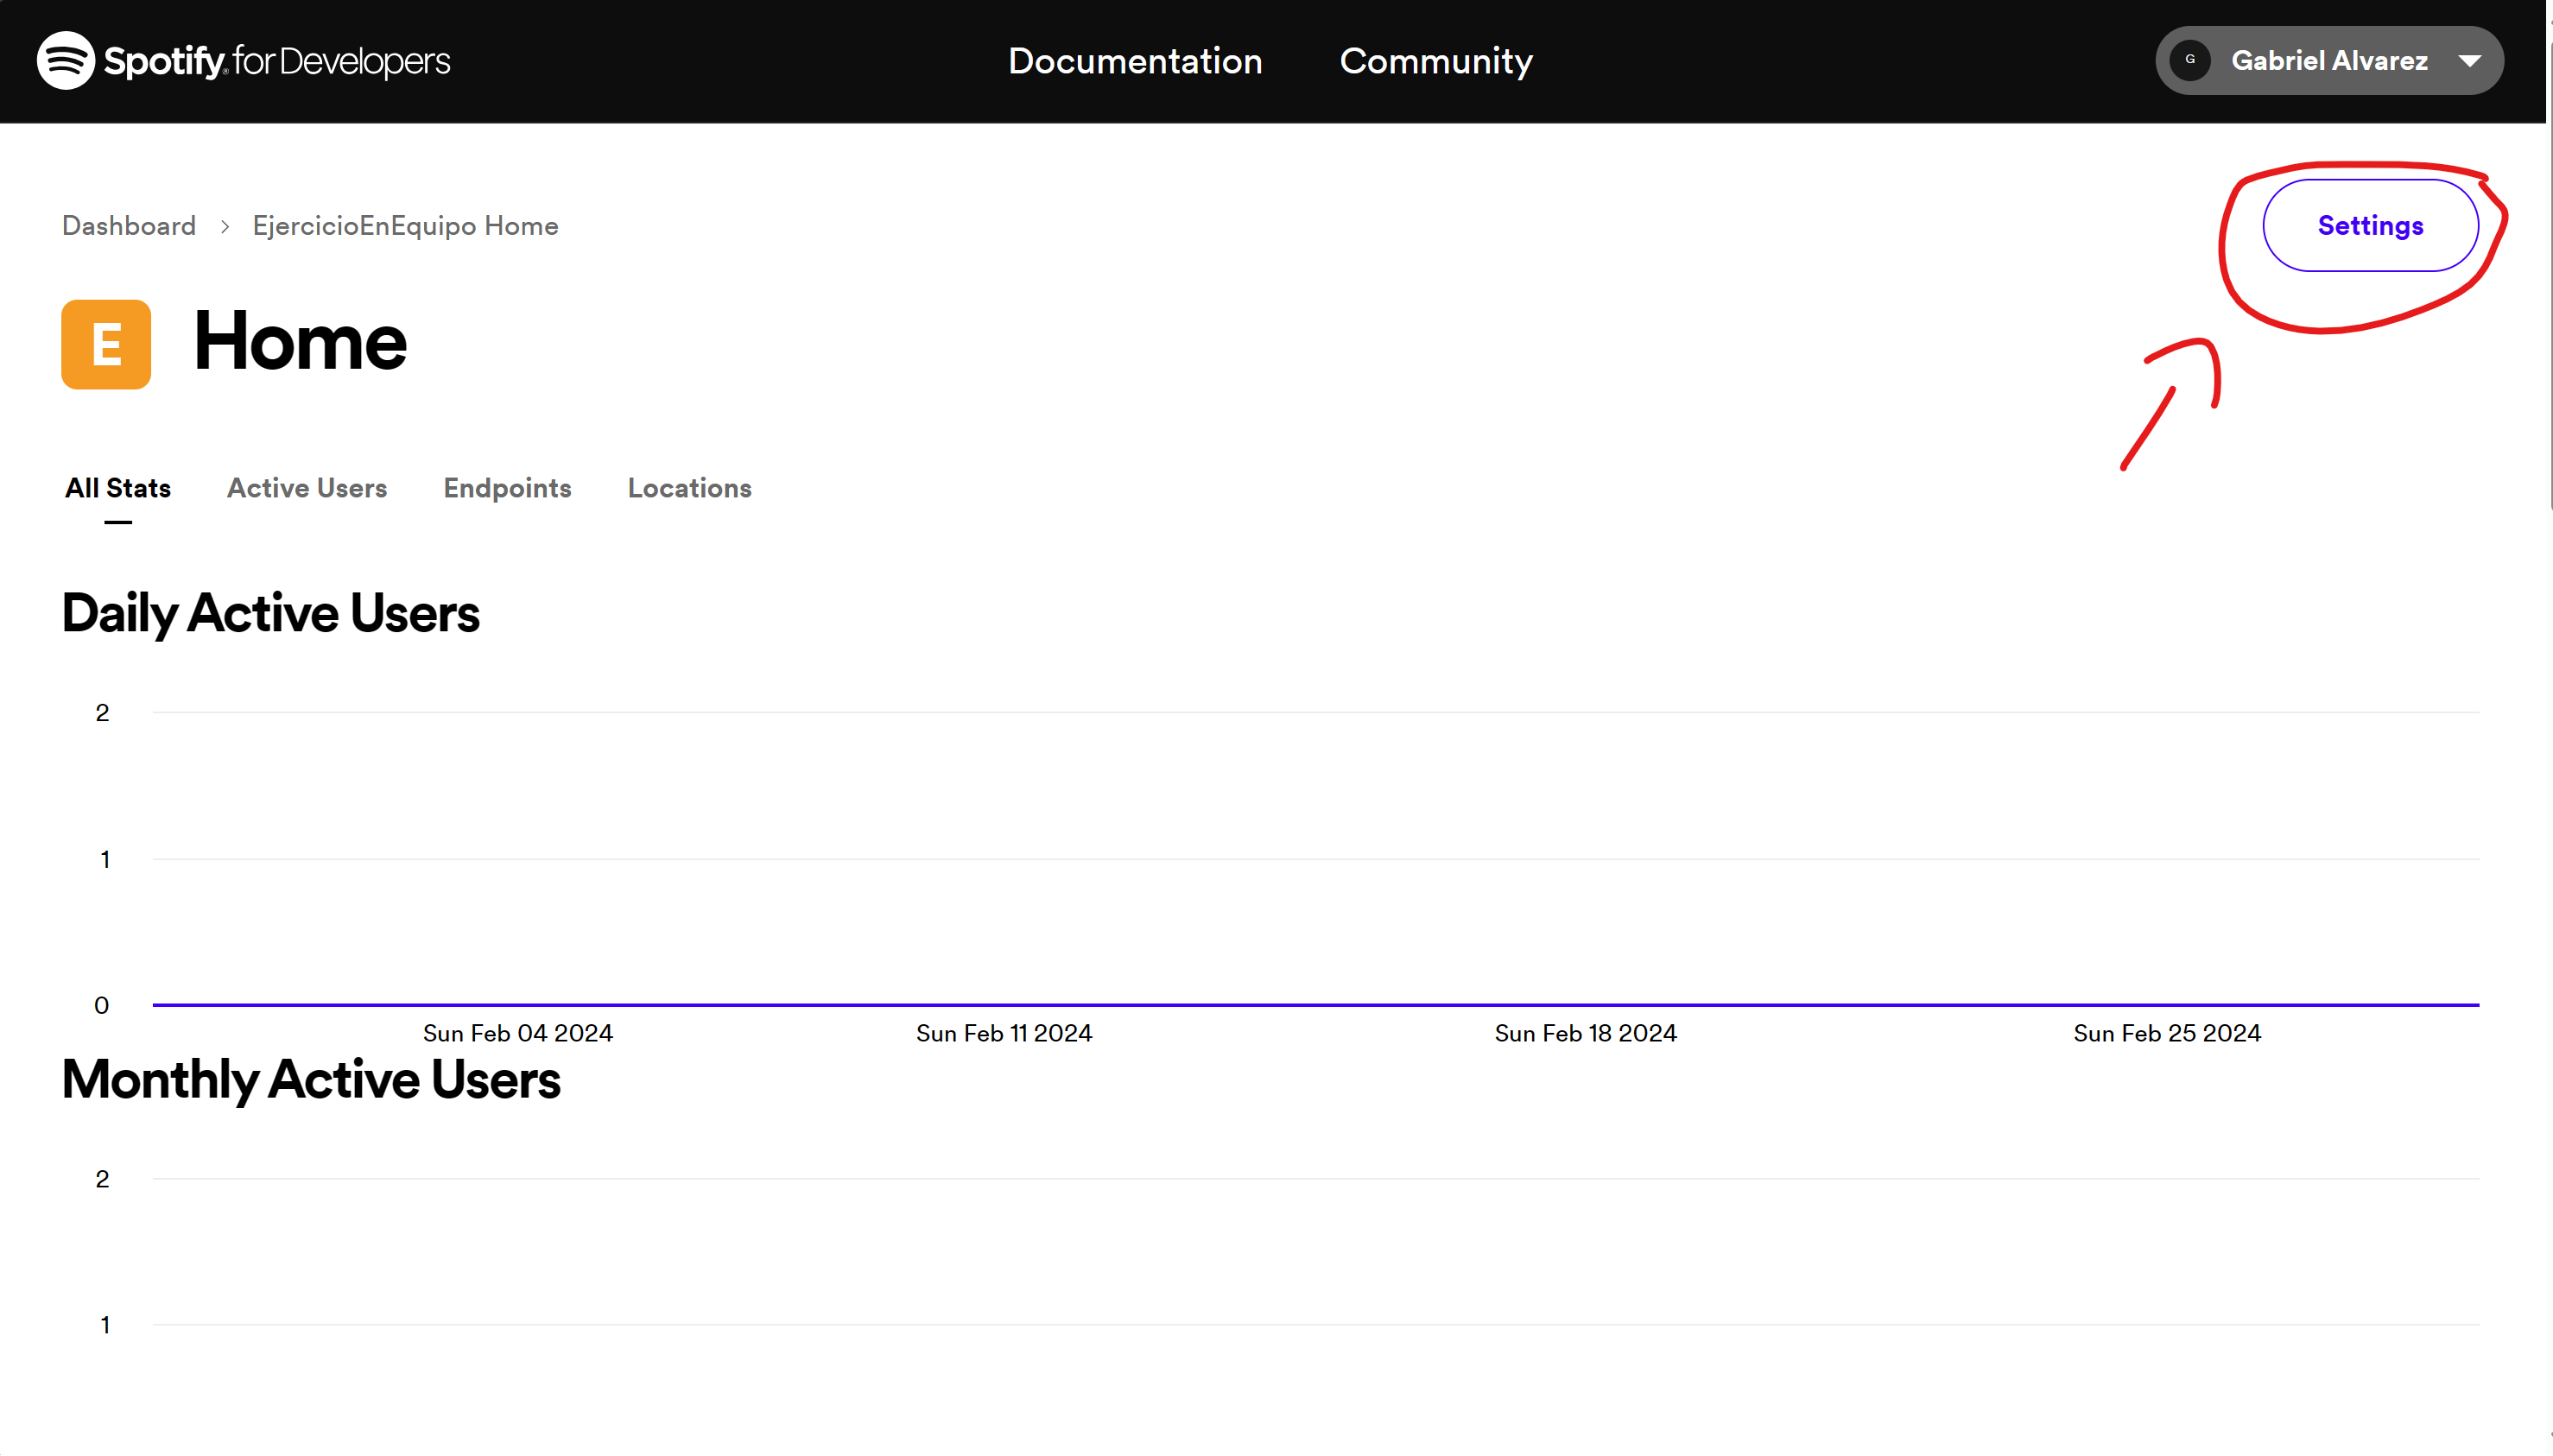 Spotify for Developers
Documentation
Community
G
Gabriel Alvarez
Dashboard > EjercicioEnEquipo Home
Settings
E
Home
All Stats
Active Users
Endpoints
Locations
Daily Active Users
2
1
0
Sun Feb 04 2024
Sun Feb 11 2024
Sun Feb 18 2024
Sun Feb 25 2024
Monthly Active Users
2
1